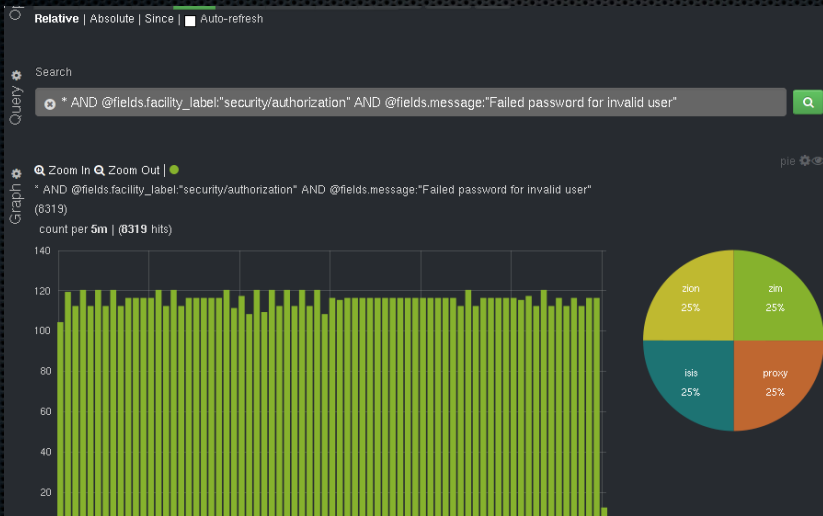 Relative | Absolute | Since | Auto-refresh
Search
Query
* AND @fields.facility_label:"security/authorization" AND @fields.message:"Failed password for invalid user"
pie
Graph
Zoom In Zoom Out |
* AND @fields.facility_label:"security/authorization" AND @fields.message:"Failed password for invalid user"
(8319)
count per 5m | (8319 hits)
140
120
100
80
60
40
20
zion
25%
zim
25%
isis
25%
proxy
25%